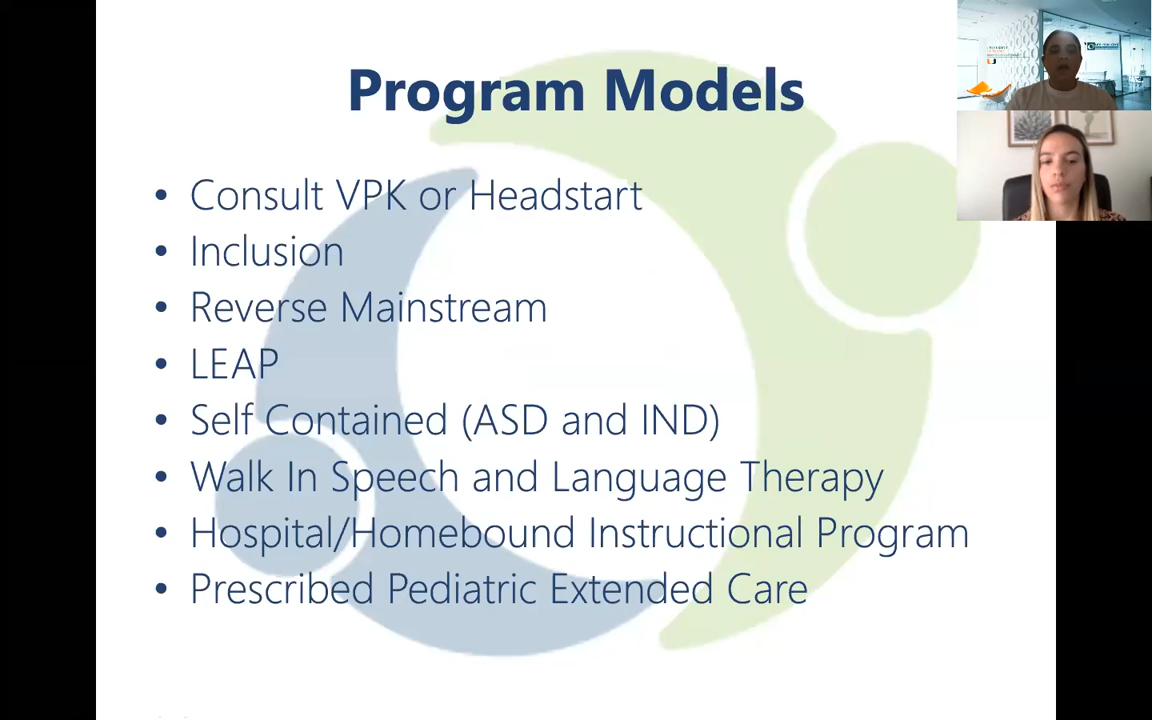 Program Models
• Consult VPK or Headstart
• Inclusion
• Reverse Mainstream
• LEAP
• Self Contained (ASD and IND)
• Walk In Speech and Language Therapy
• Hospital/Homebound Instructional Program
• Prescribed Pediatric Extended Care